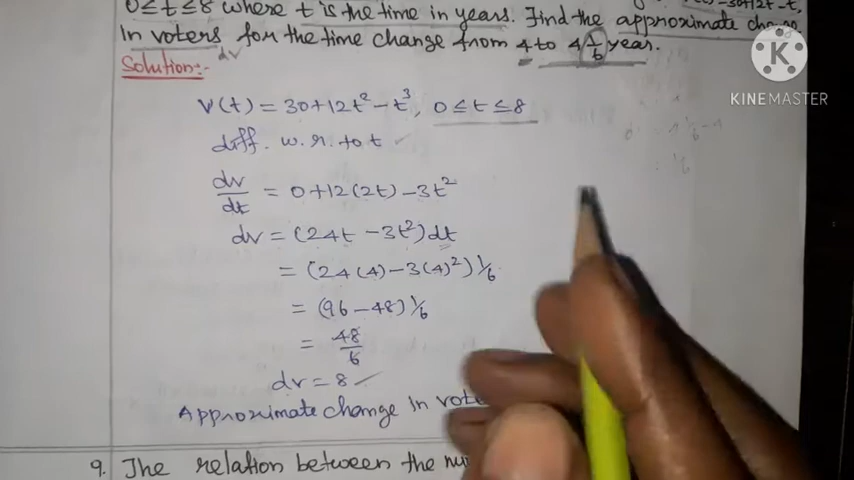 0 ≤ t ≤ 8 where t is the time in years. Find the approximate change
in voters for the time change from 4 to 4 1/6 year.
dv
Solution:-
K
KINEMASTER
V(t) = 30+12t² - t³, 0 ≤ t ≤ 8
diff. w.r. to t
dv/dt = 0+12(2t) - 3t²
dv = (24t - 3t²)dt
= (24(4) - 3(4)²) 1/6
= (96 - 48) 1/6
= 48/6
dv = 8
Approximate change in vote
9. The relation between the nu